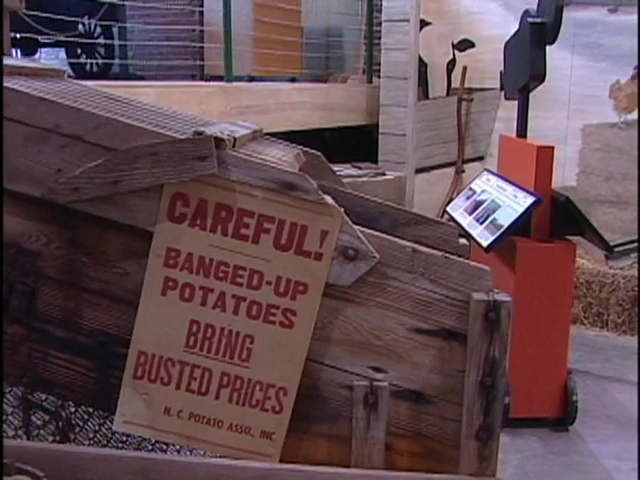 CAREFUL!
BANGED-UP
POTATOES
BRING
BUSTED PRICES
N. C. POTATO ASSO., INC.